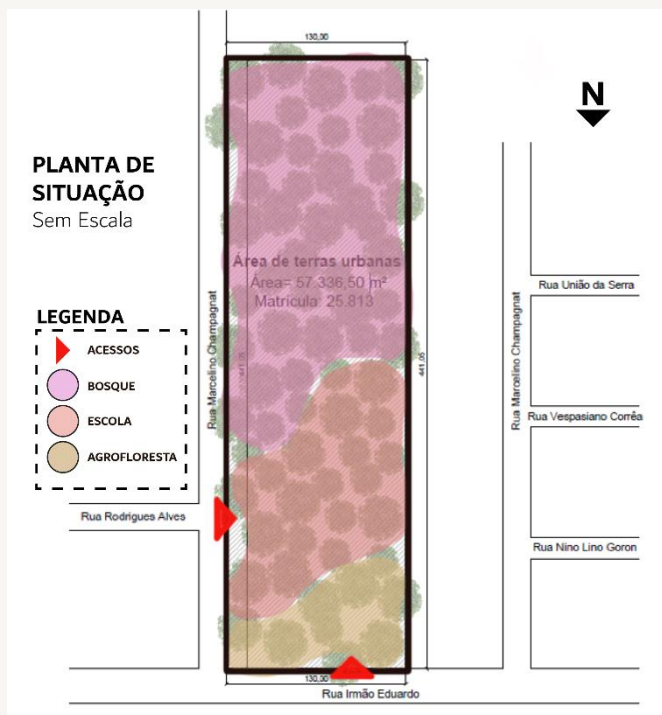 130,00
N
PLANTA DE
SITUAÇÃO
Sem Escala
Área de terras urbanas
Área= 57.336,50 m²
Matrícula: 25.813
Rua União da Serra
LEGENDA
ACESSOS
BOSQUE
ESCOLA
AGROFLORESTA
Rua Marcelino Champagnat
441,05
441,05
Rua Marcelino Champagnat
Rua Vespasiano Corrêa
Rua Rodrigues Alves
Rua Nino Lino Goron
130,00
Rua Irmão Eduardo